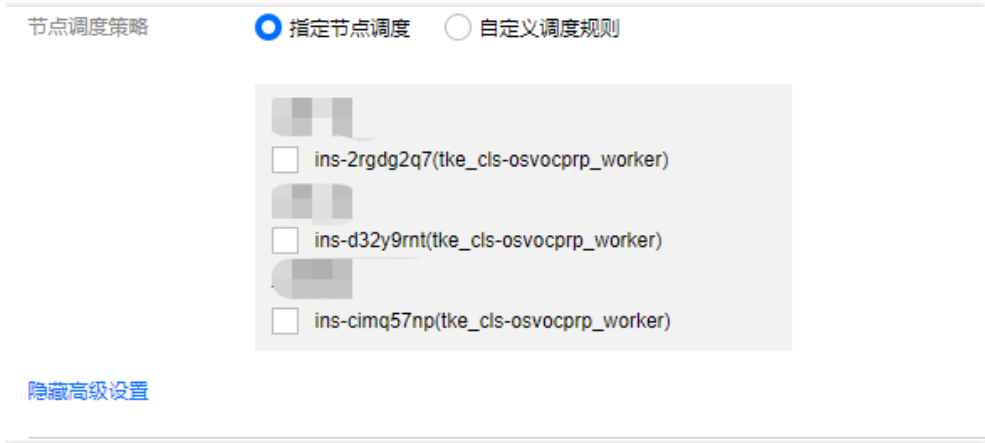 节点调度策略 指定节点调度 自定义调度规则
ins-2rgdg2q7(tke_cls-osvocprp_worker)
ins-d32y9rnt(tke_cls-osvocprp_worker)
ins-cimq57np(tke_cls-osvocprp_worker)
隐藏高级设置